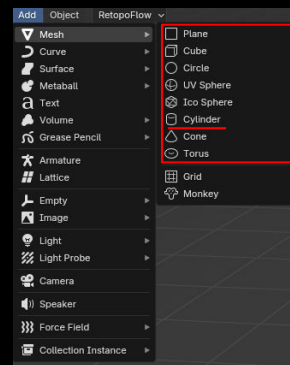 Add Object RetopoFlow
Mesh
Curve
Surface
Metaball
Text
Volume
Grease Pencil
Armature
Lattice
Empty
Image
Light
Light Probe
Camera
Speaker
Force Field
Collection Instance
Plane
Cube
Circle
UV Sphere
Ico Sphere
Cylinder
Cone
Torus
Grid
Monkey